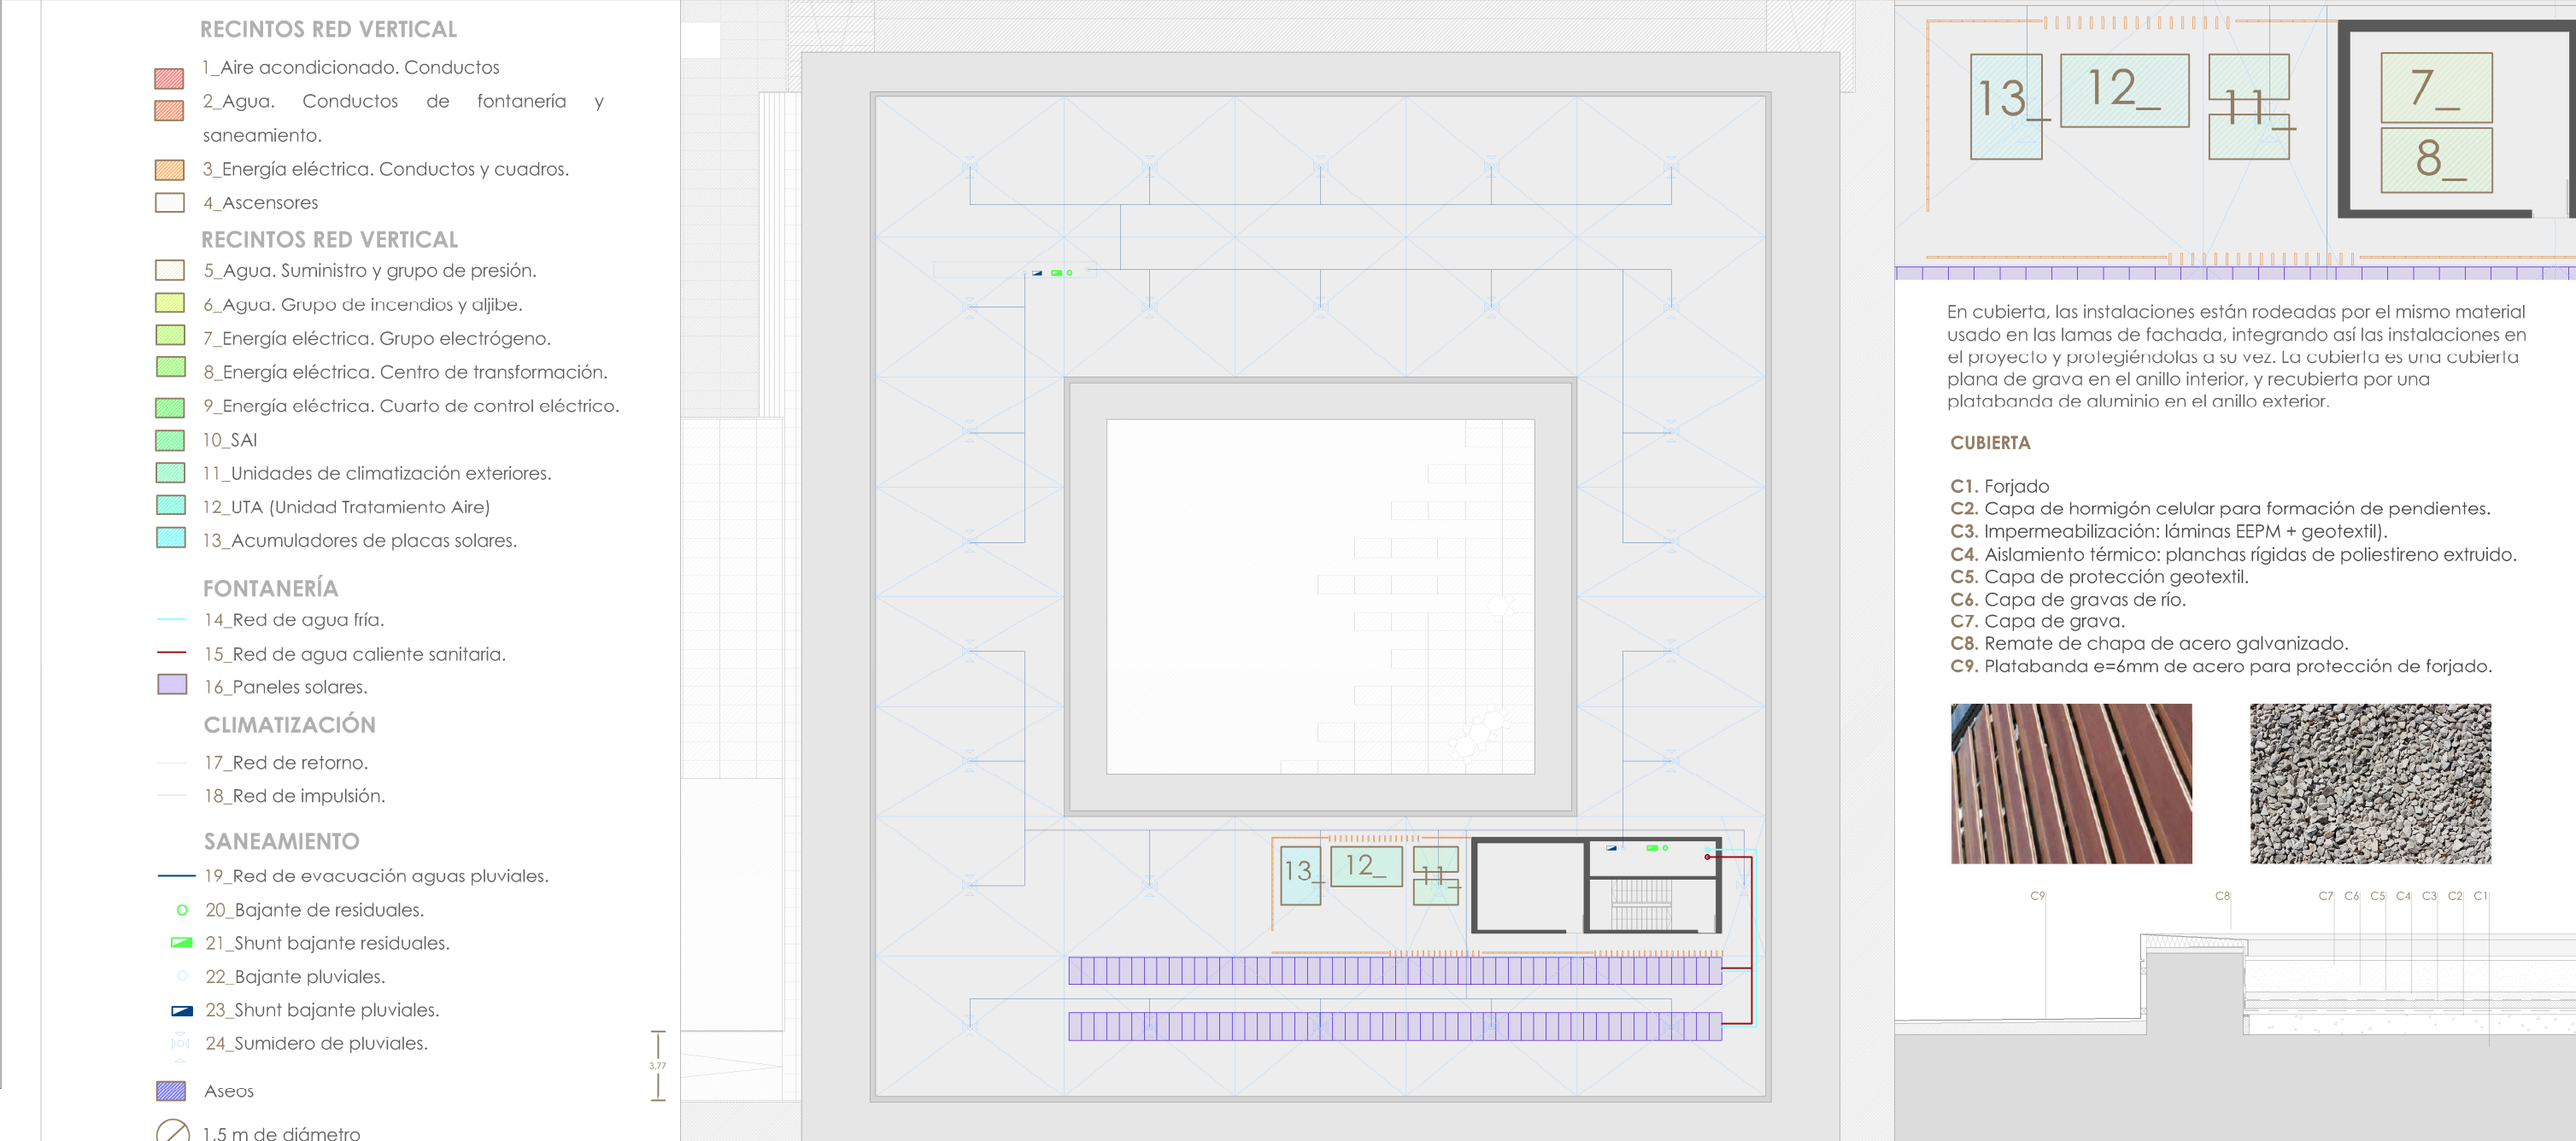 RECINTOS RED VERTICAL
1_Aire acondicionado. Conductos
2_Agua. Conductos de fontanería y
saneamiento.
3_Energía eléctrica. Conductos y cuadros.
4_Ascensores
RECINTOS RED VERTICAL
5_Agua. Suministro y grupo de presión.
6_Agua. Grupo de incendios y aljibe.
7_Energía eléctrica. Grupo electrógeno.
8_Energía eléctrica. Centro de transformación.
9_Energía eléctrica. Cuarto de control eléctrico.
10_SAI
11_Unidades de climatización exteriores.
12_UTA (Unidad Tratamiento Aire)
13_Acumuladores de placas solares.
FONTANERÍA
14_Red de agua fría.
15_Red de agua caliente sanitaria.
16_Paneles solares.
CLIMATIZACIÓN
17_Red de retorno.
18_Red de impulsión.
SANEAMIENTO
19_Red de evacuación aguas pluviales.
20_Bajante de residuales.
21_Shunt bajante residuales.
22_Bajante pluviales.
23_Shunt bajante pluviales.
24_Sumidero de pluviales.
Aseos
1,5 m de diámetro
3,77
13_
12_
11_
13_
12_
11_
7_
8_
En cubierta, las instalaciones están rodeadas por el mismo material
usado en las lamas de fachada, integrando así las instalaciones en
el proyecto y protegiéndolas a su vez. La cubierta es una cubierta
plana de grava en el anillo interior, y recubierta por una
platabanda de aluminio en el anillo exterior.
CUBIERTA
C1. Forjado
C2. Capa de hormigón celular para formación de pendientes.
C3. Impermeabilización: láminas EEPM + geotextil).
C4. Aislamiento térmico: planchas rígidas de poliestireno extruido.
C5. Capa de protección geotextil.
C6. Capa de gravas de río.
C7. Capa de grava.
C8. Remate de chapa de acero galvanizado.
C9. Platabanda e=6mm de acero para protección de forjado.
C9 C8 C7 C6 C5 C4 C3 C2 C1